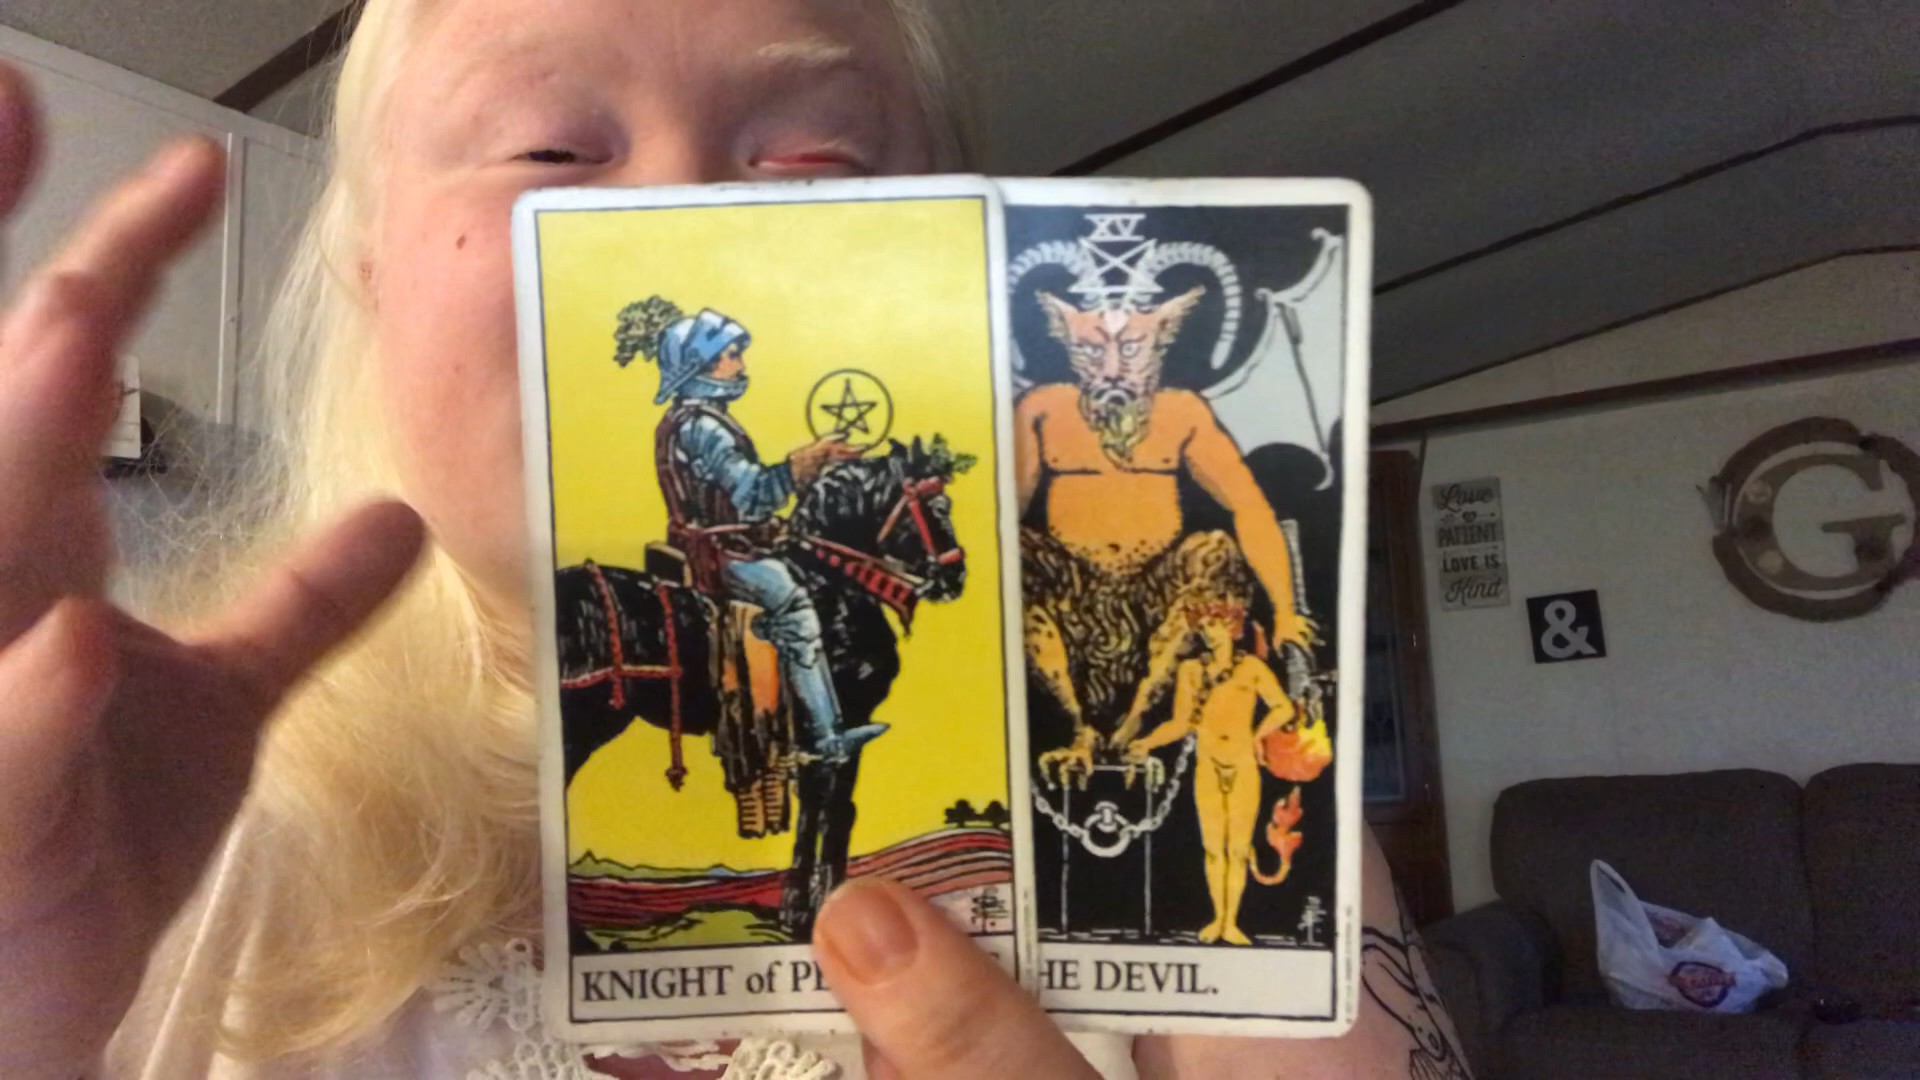 XV
KNIGHT of PE
HE DEVIL.
Love
PATIENT
LOVE IS
Kind
&
G